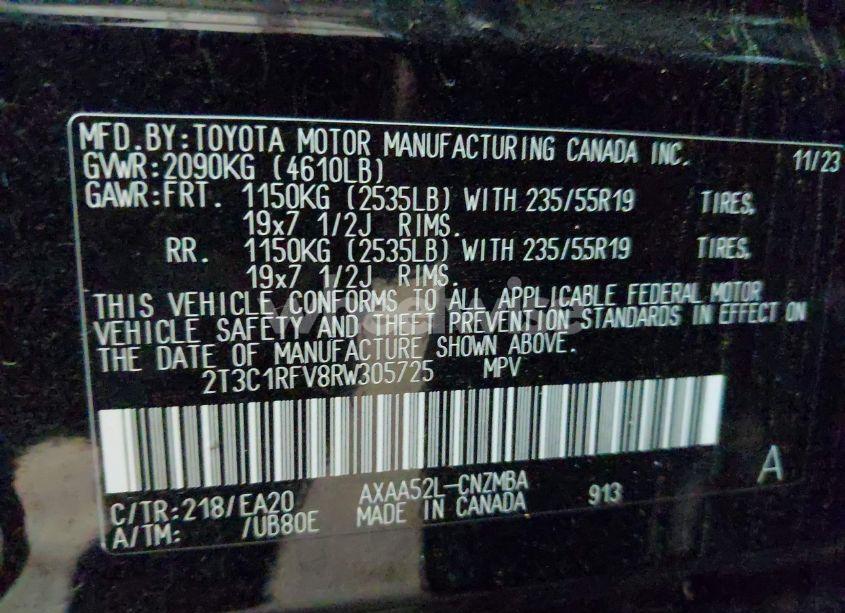 MFD.BY:TOYOTA MOTOR MANUFACTURING CANADA INC. 11/23
GVWR:2090KG (4610LB)
GAWR:FRT. 1150KG (2535LB) WITH 235/55R19 TIRES,
19x7 1/2J RIMS.
RR. 1150KG (2535LB) WITH 235/55R19 TIRES,
19x7 1/2J RIMS.
THIS VEHICLE CONFORMS TO ALL APPLICABLE FEDERAL MOTOR
VEHICLE SAFETY AND THEFT PREVENTION STANDARDS IN EFFECT ON
THE DATE OF MANUFACTURE SHOWN ABOVE.
2T3C1RFV8RW305725 MPV
A
C/TR:218/EA20 AXAA52L-CNZMBA 913
A/TM: /UB80E MADE IN CANADA